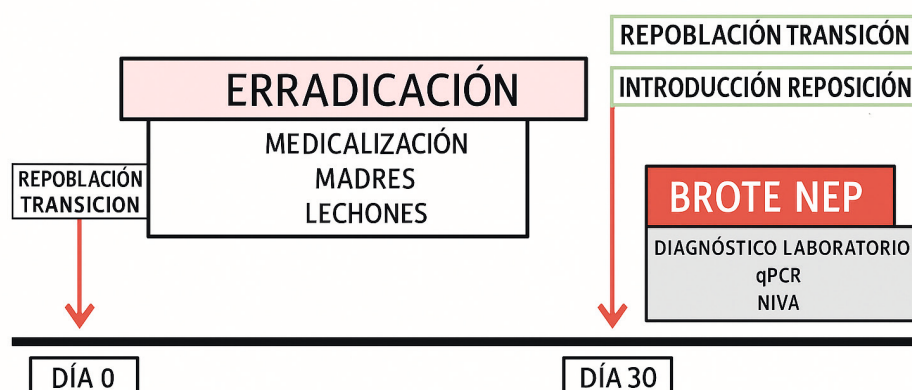 REPOBLACIÓN TRANSICÓN
INTRODUCCIÓN REPOSICIÓN
ERRADICACIÓN
MEDICALIZACIÓN
MADRES
LECHONES
REPOBLACIÓN
TRANSICION
BROTE NEP
DIAGNÓSTICO LABORATORIO
qPCR
NIVA
DÍA 0
DÍA 30